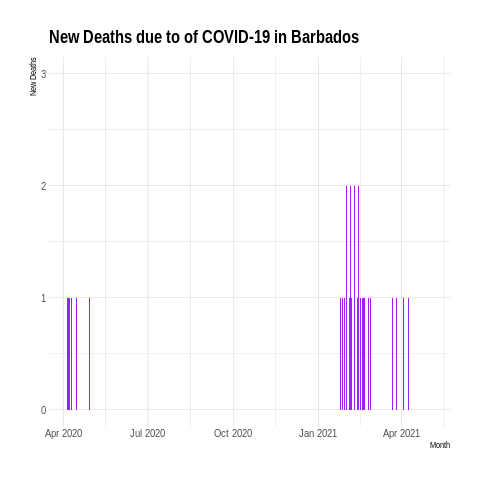 New Deaths due to of COVID-19 in Barbados
New Deaths
3
2
1
0
Apr 2020 Jul 2020 Oct 2020 Jan 2021 Apr 2021
Month